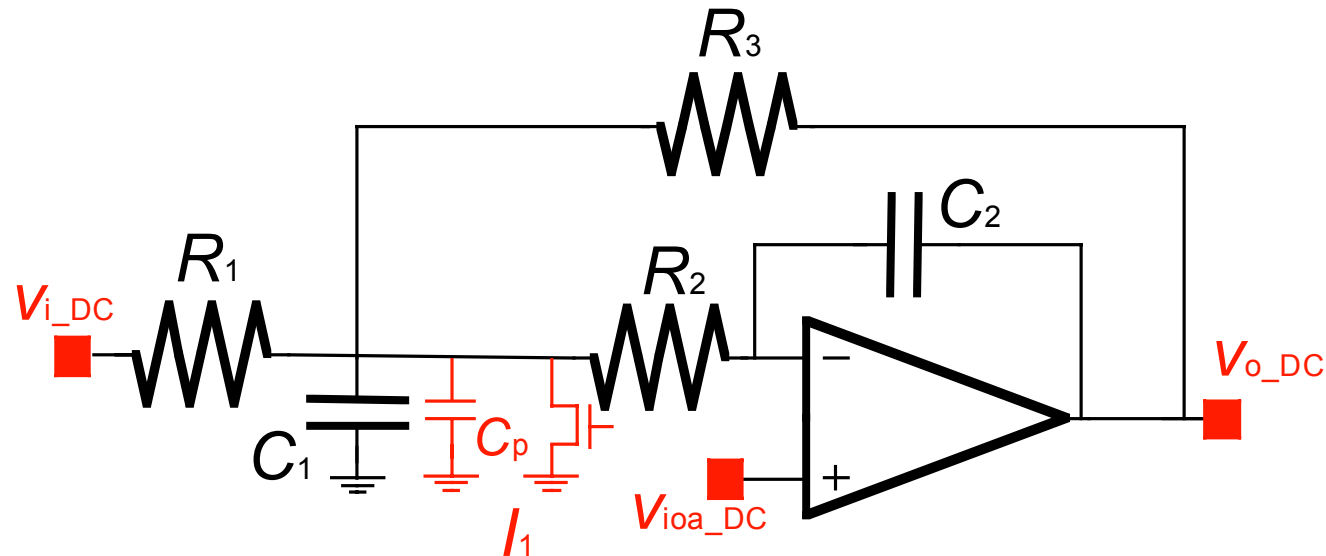 R3
C2
R1
R2
vi_DC
vo_DC
C1
Cp
−
+
vioa_DC
I1